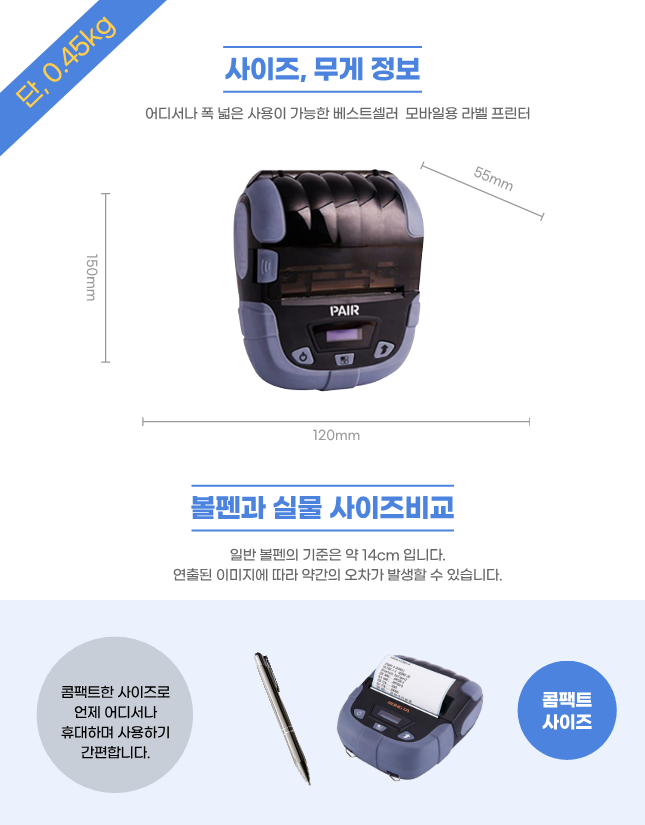 단, 0.45kg
사이즈, 무게 정보
어디서나 폭 넓은 사용이 가능한 베스트셀러 모바일용 라벨 프린터
55mm
150mm
PAIR
120mm
볼펜과 실물 사이즈비교
일반 볼펜의 기준은 약 14cm 입니다.
연출된 이미지에 따라 약간의 오차가 발생할 수 있습니다.
콤팩트한 사이즈로
언제 어디서나
휴대하며 사용하기
간편합니다.
콤팩트
사이즈